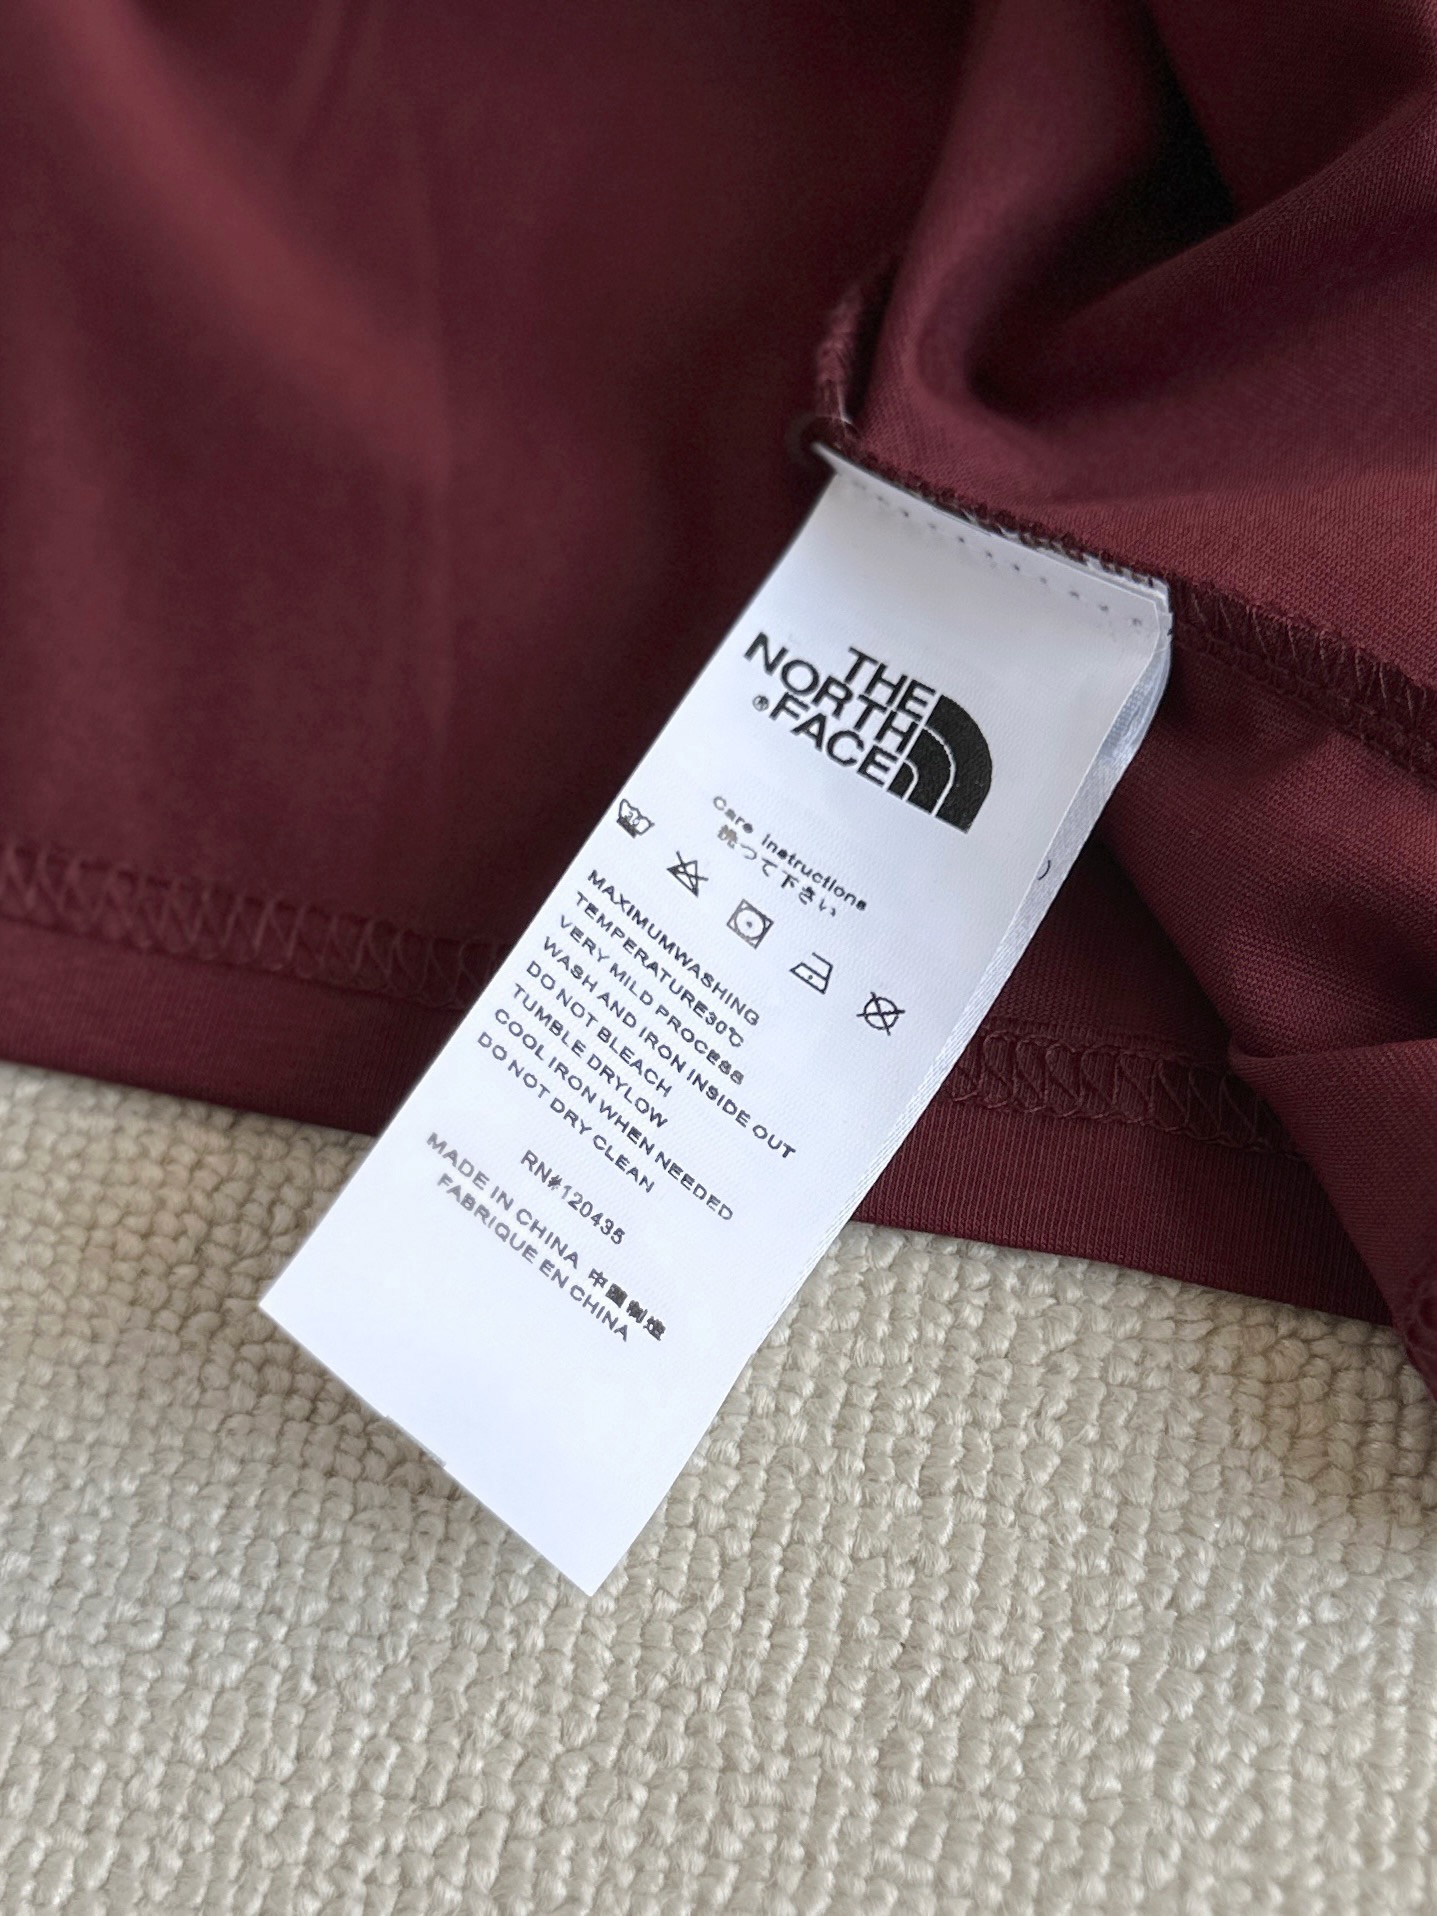 THE
NORTH
®FACE
Care instructions
洗って下さい
30
MAXIMUMWASHING
TEMPERATURE30℃
VERY MILD PROCESS
WASH AND IRON INSIDE OUT
DO NOT BLEACH
TUMBLE DRYLOW
COOL IRON WHEN NEEDED
DO NOT DRY CLEAN
RN#120435
MADE IN CHINA 中國制造
FABRIQUE EN CHINA